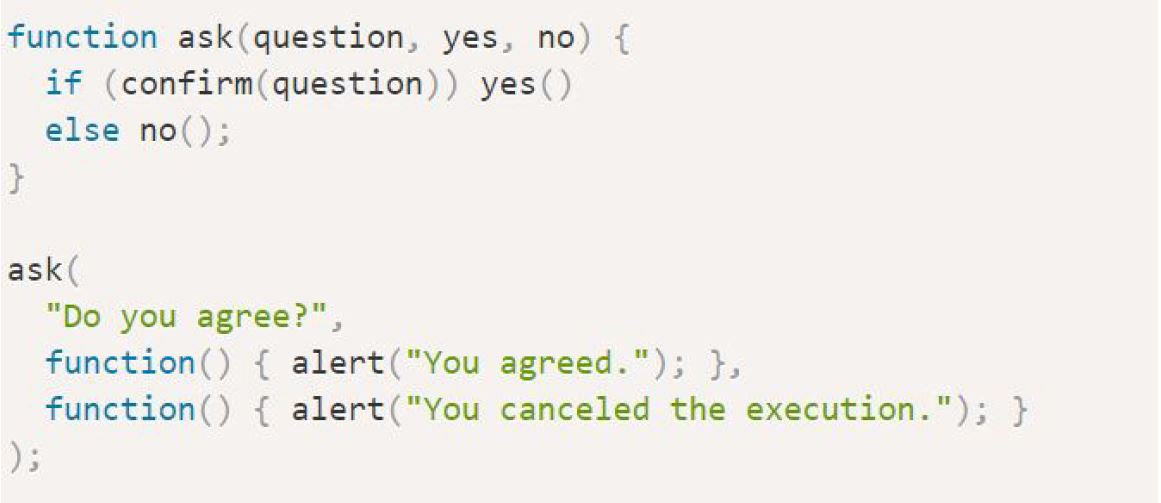 function ask(question, yes, no) {
  if (confirm(question)) yes()
  else no();
}

ask(
  "Do you agree?",
  function() { alert("You agreed."); },
  function() { alert("You canceled the execution."); }
);